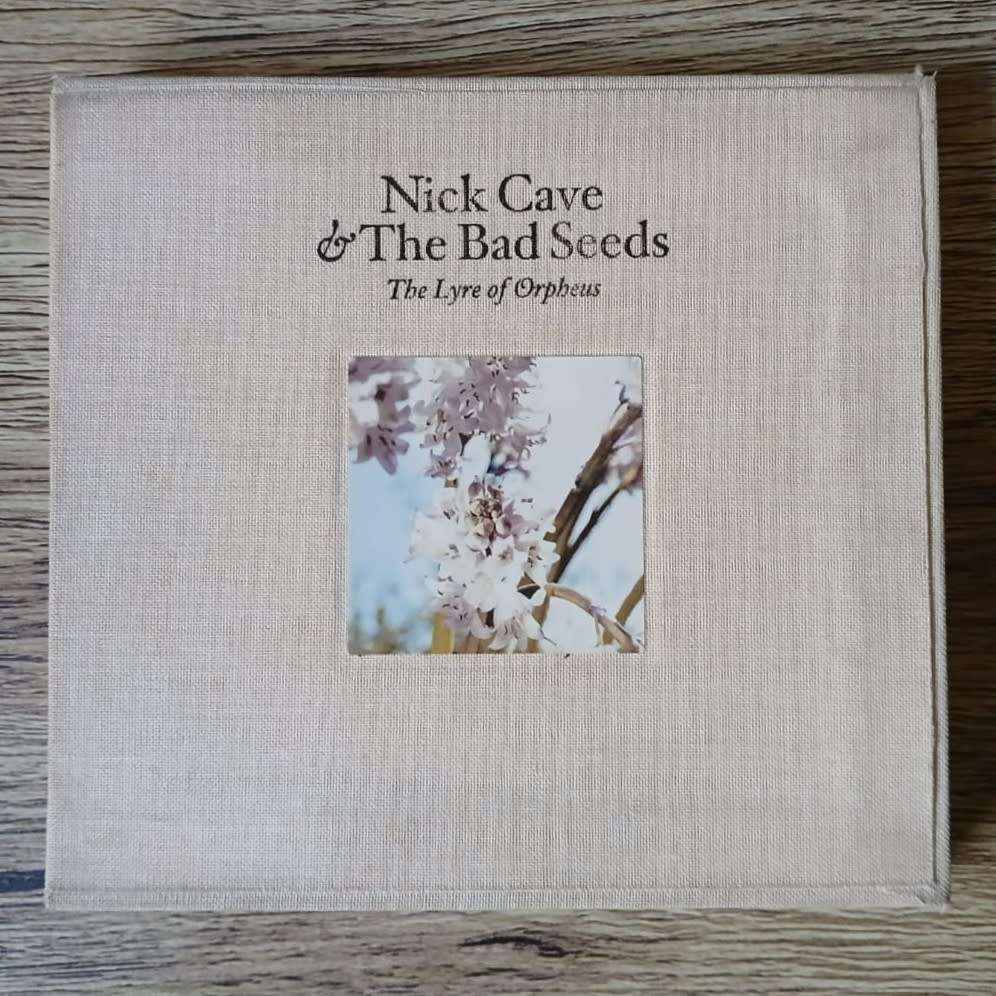 Nick Cave
& The Bad Seeds
The Lyre of Orpheus